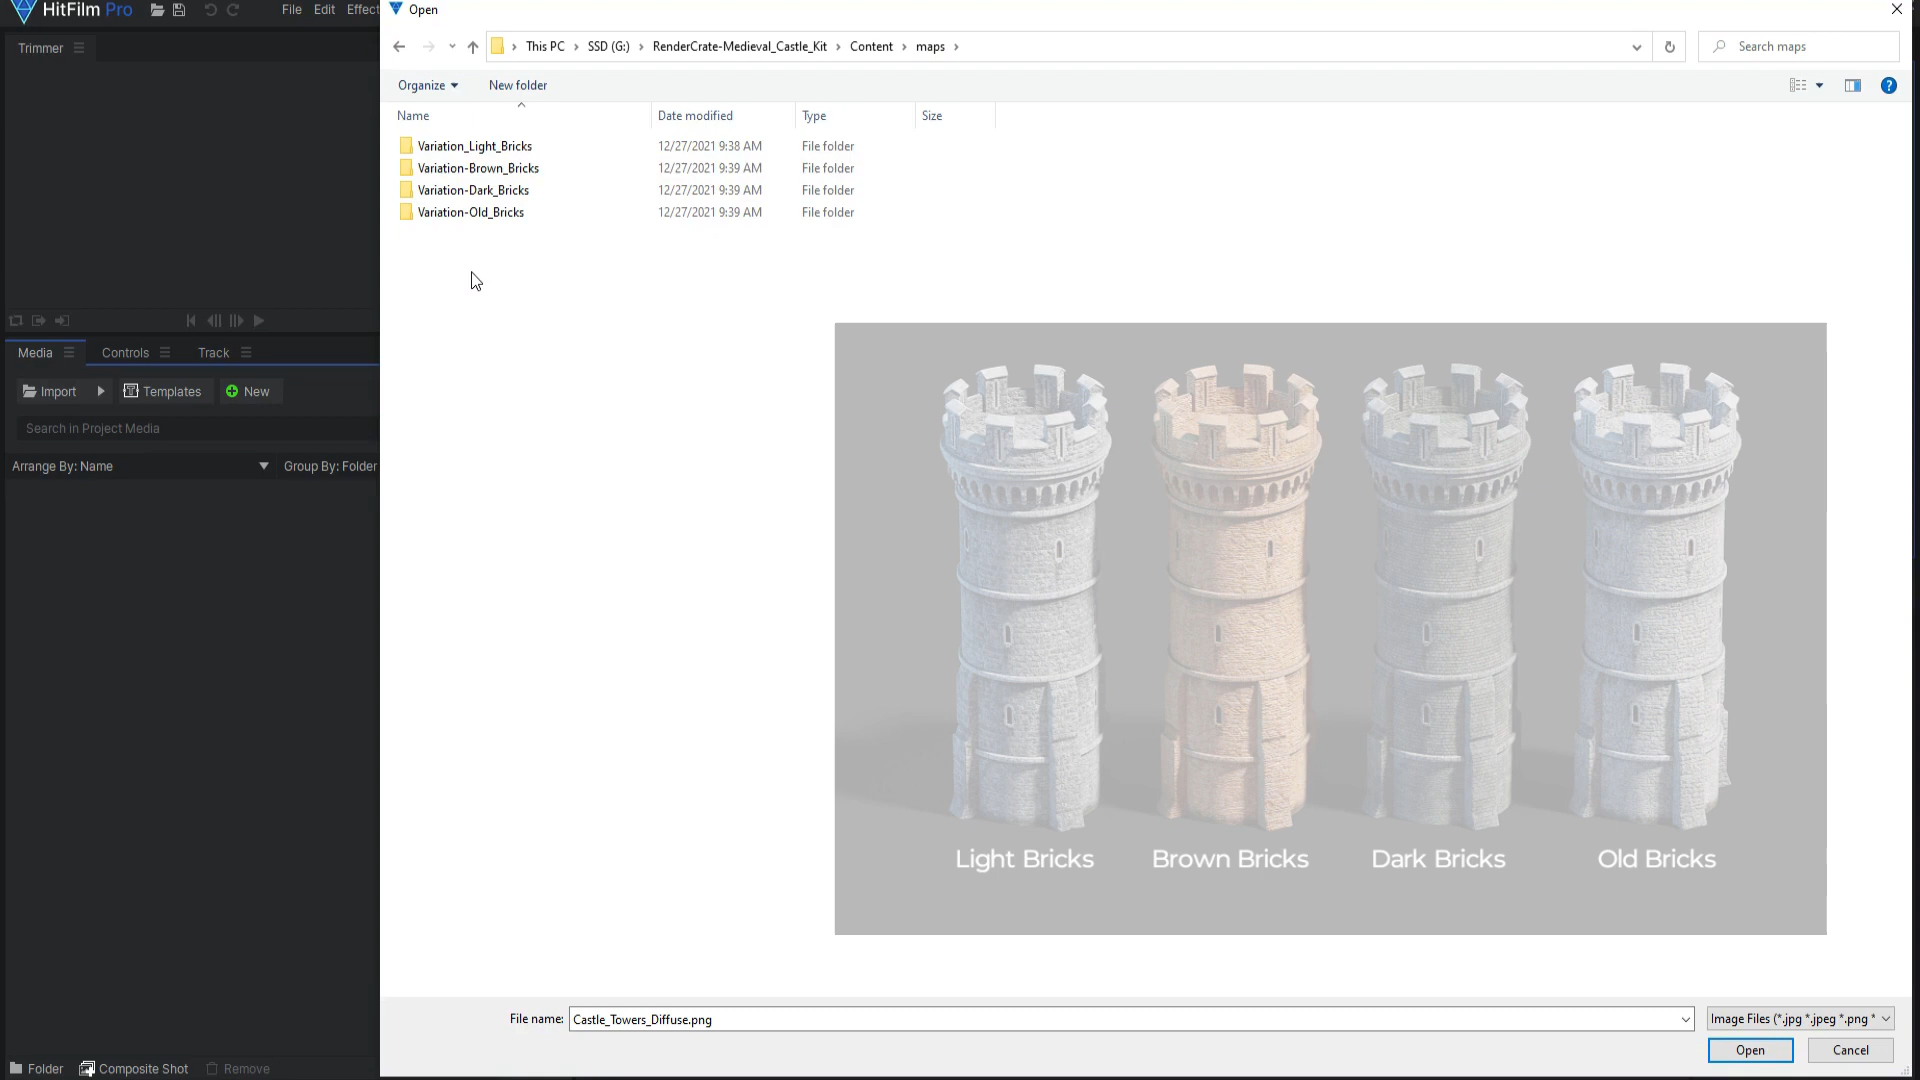 HitFilm Pro
File Edit Effect
Open
Trimmer
This PC > SSD (G:) > RenderCrate-Medieval_Castle_Kit > Content > maps >
Search maps
Organize
New folder
Name
Date modified
Type
Size
Variation_Light_Bricks 12/27/2021 9:38 AM File folder
Variation-Brown_Bricks 12/27/2021 9:39 AM File folder
Variation-Dark_Bricks 12/27/2021 9:39 AM File folder
Variation-Old_Bricks 12/27/2021 9:39 AM File folder
Media Controls Track
Import Templates New
Search in Project Media
Arrange By: Name Group By: Folder
Light Bricks Brown Bricks Dark Bricks Old Bricks
File name: Castle_Towers_Diffuse.png Image Files (*.jpg *.jpeg *.png *
Open Cancel
Folder Composite Shot Remove